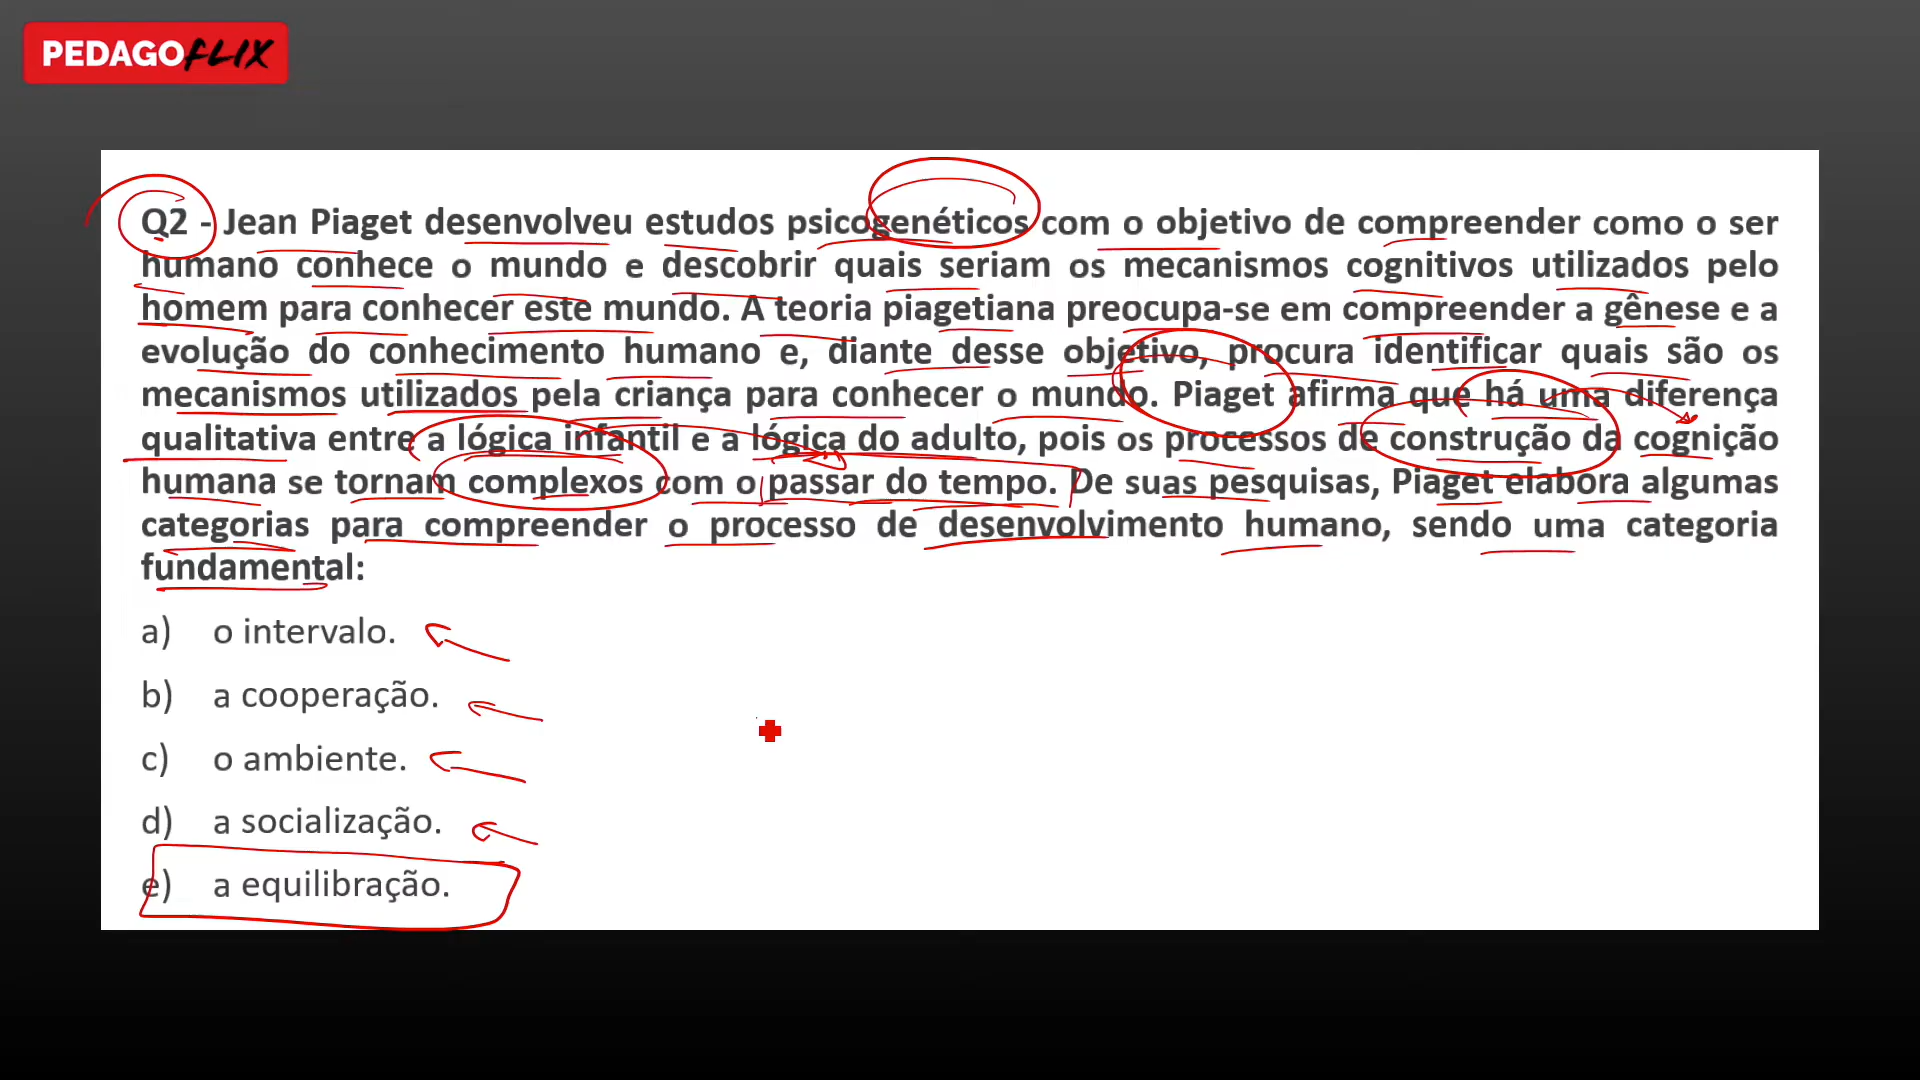 PEDAGOFLIX
Q2 - Jean Piaget desenvolveu estudos psicogenéticos com o objetivo de compreender como o ser
humano conhece o mundo e descobrir quais seriam os mecanismos cognitivos utilizados pelo
homem para conhecer este mundo. A teoria piagetiana preocupa-se em compreender a gênese e a
evolução do conhecimento humano e, diante desse objetivo, procura identificar quais são os
mecanismos utilizados pela criança para conhecer o mundo. Piaget afirma que há uma diferença
qualitativa entre a lógica infantil e a lógica do adulto, pois os processos de construção da cognição
humana se tornam complexos com o passar do tempo. De suas pesquisas, Piaget elabora algumas
categorias para compreender o processo de desenvolvimento humano, sendo uma categoria
fundamental:
a) o intervalo.
b) a cooperação.
c) o ambiente.
d) a socialização.
e) a equilibração.